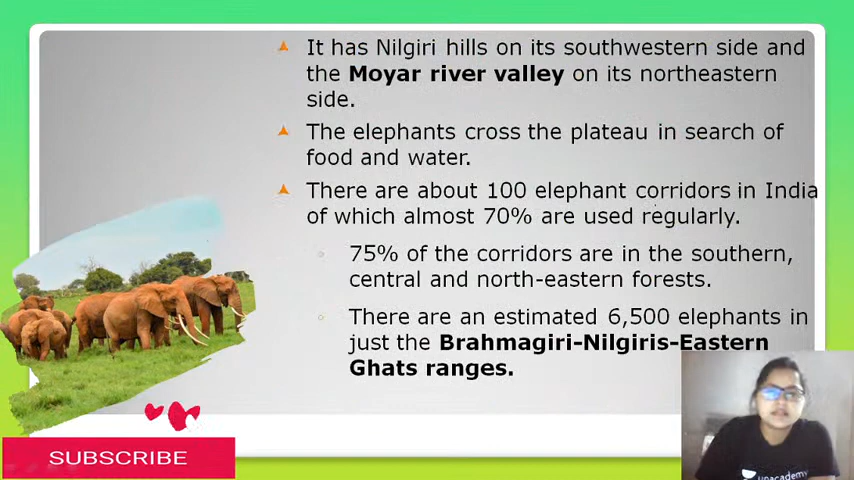 It has Nilgiri hills on its southwestern side and
the Moyar river valley on its northeastern
side.
The elephants cross the plateau in search of
food and water.
There are about 100 elephant corridors in India
of which almost 70% are used regularly.
75% of the corridors are in the southern,
central and north-eastern forests.
There are an estimated 6,500 elephants in
just the Brahmagiri-Nilgiris-Eastern
Ghats ranges.
SUBSCRIBE
unacademy